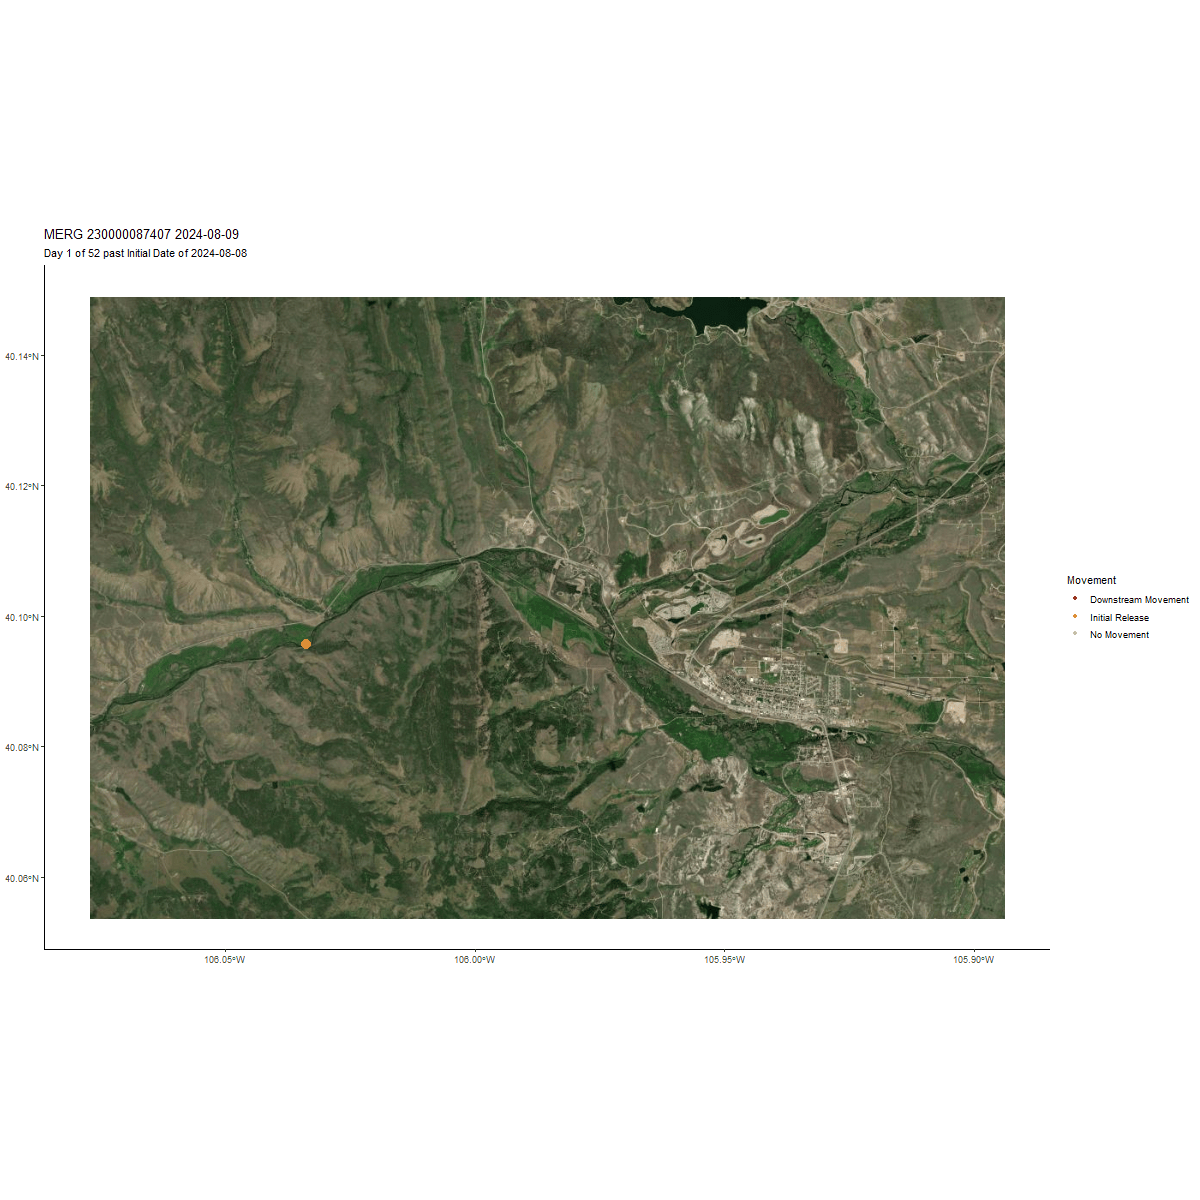 MERG 230000087407 2024-08-09
Day 1 of 52 past Initial Date of 2024-08-08
40.14°N
40.12°N
40.10°N
40.08°N
40.06°N
106.05°W
106.00°W
105.95°W
105.90°W
Movement
Downstream Movement
Initial Release
No Movement